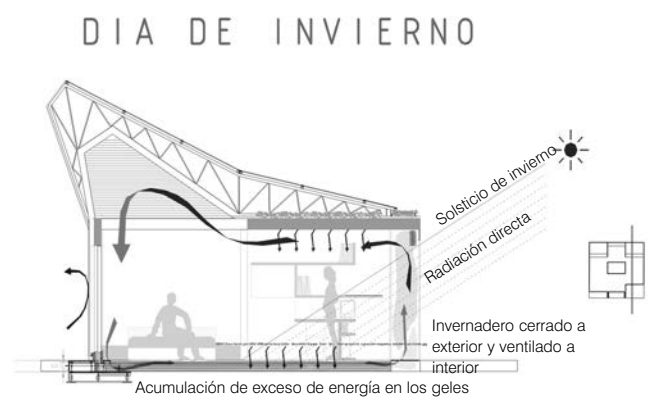 DIA DE INVIERNO
Solsticio de invierno
Radiación directa
Invernadero cerrado a
exterior y ventilado a
interior
Acumulación de exceso de energía en los geles